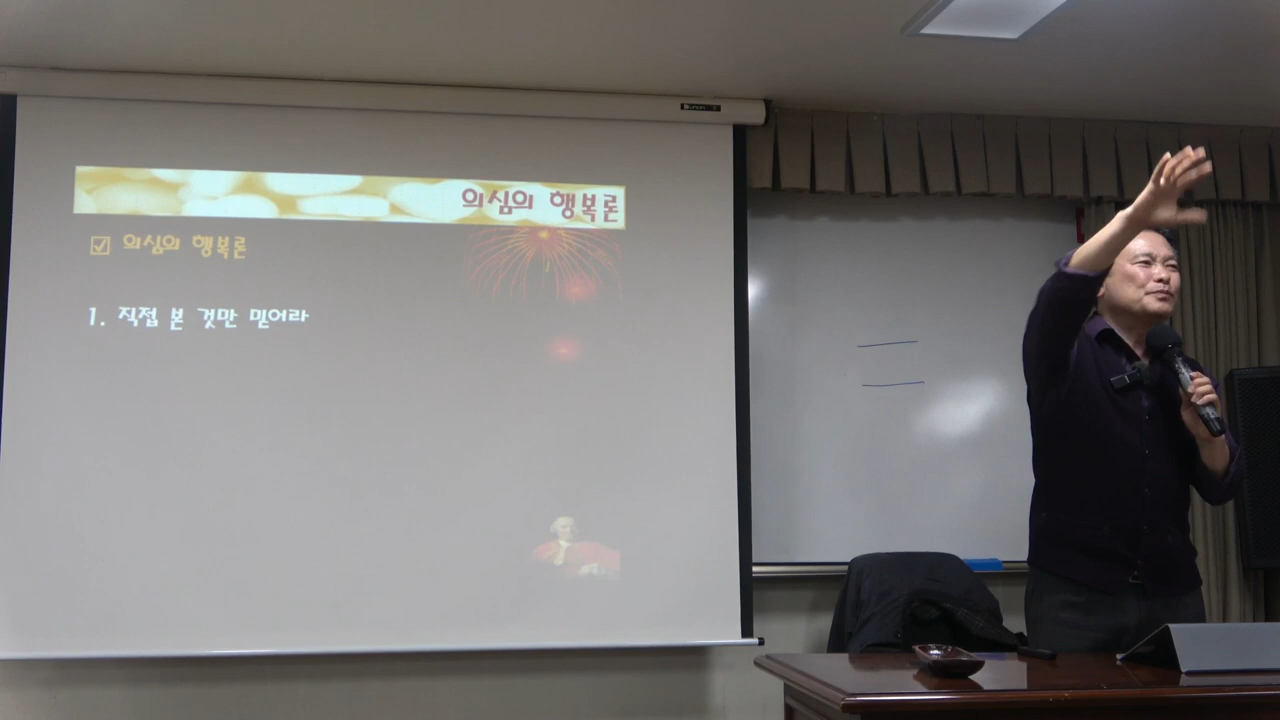 의심의 행복론
☑ 의심의 행복론
1. 직접 본 것만 믿어라